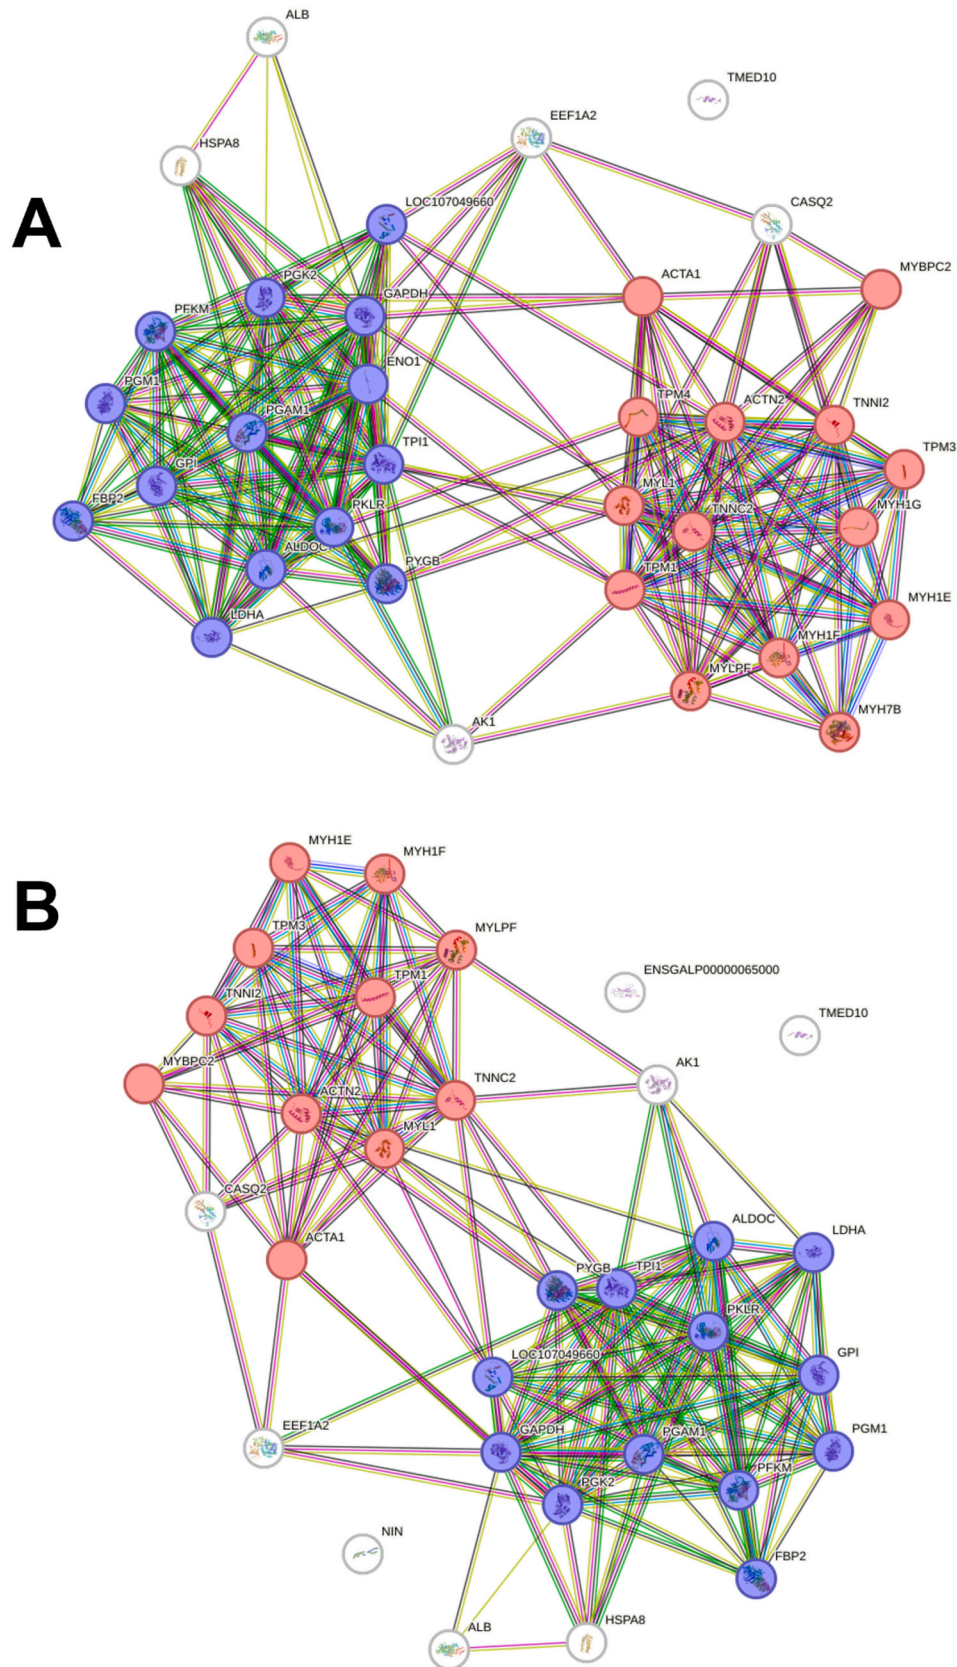 ALB
TMED10
EEF1A2
HSPA8
A
LOC107049660
CASQ2
MYBPC2
PGK2
ACTA1
GAPDH
PFKM
ENO1
PGM1
TPM4
ACTN2
TNNI2
PGAM1
TPI1
TPM3
GPI
MYL1
FBP2
PKLR
TNNC2
MYH1G
ALDOC
PYGB
TPM1
MYH1E
LDHA
MYH1F
MYLPF
AK1
MYH7B
MYH1E
MYH1F
B
TPM3
MYLPF
ENSGALP00000065000
TPM1
TNNI2
TMED10
MYBPC2
AK1
TNNC2
ACTN2
MYL1
CASQ2
ALDOC
LDHA
ACTA1
PYGB
TPI1
PKLR
LOC107049660
GPI
EEF1A2
GAPDH
PGAM1
PGM1
PFKM
PGK2
NIN
FBP2
HSPA8
ALB